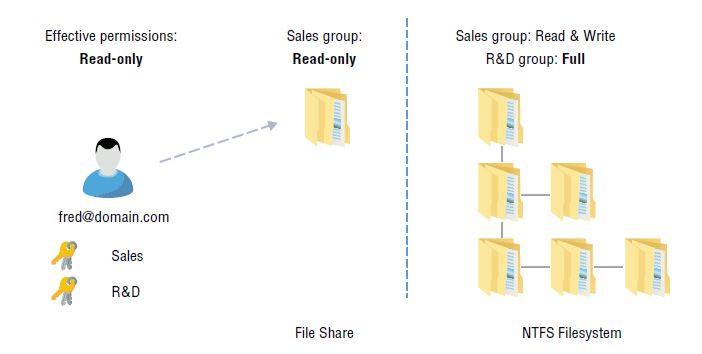 Effective permissions:
Read-only
Sales group:
Read-only
Sales group: Read & Write
R&D group: Full
fred@domain.com
Sales
R&D
File Share
NTFS Filesystem